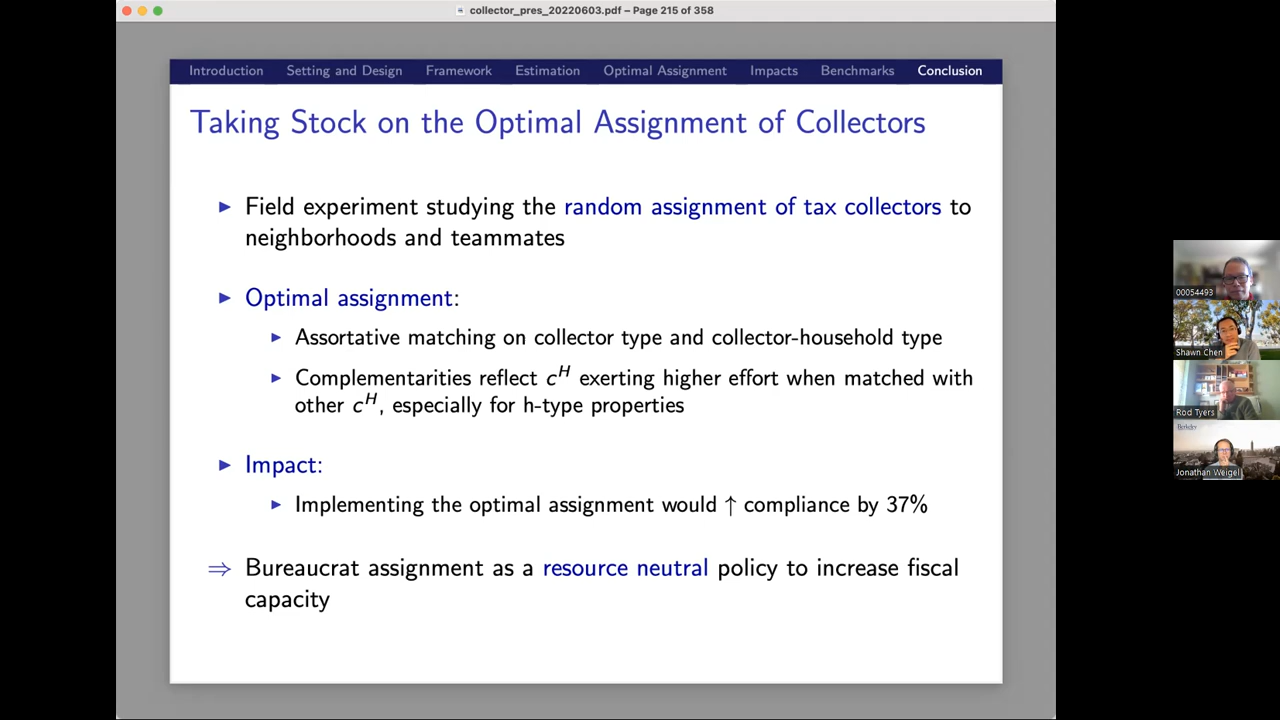 collector_pres_20220603.pdf – Page 215 of 358
Introduction Setting and Design Framework Estimation Optimal Assignment Impacts Benchmarks Conclusion
Taking Stock on the Optimal Assignment of Collectors
▶ Field experiment studying the random assignment of tax collectors to
neighborhoods and teammates
▶ Optimal assignment:
▶ Assortative matching on collector type and collector-household type
▶ Complementarities reflect c^H exerting higher effort when matched with
other c^H, especially for h-type properties
▶ Impact:
▶ Implementing the optimal assignment would ↑ compliance by 37%
⇒ Bureaucrat assignment as a resource neutral policy to increase fiscal
capacity
00054493
Shawn Chen
Rod Tyers
Berkeley
Jonathan Weigel